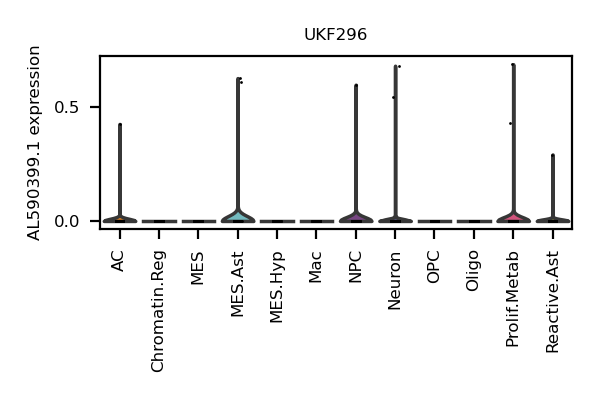 UKF296
AL590399.1 expression
0.5
0.0
AC
Chromatin.Reg
MES
MES.Ast
MES.Hyp
Mac
NPC
Neuron
OPC
Oligo
Prolif.Metab
Reactive.Ast